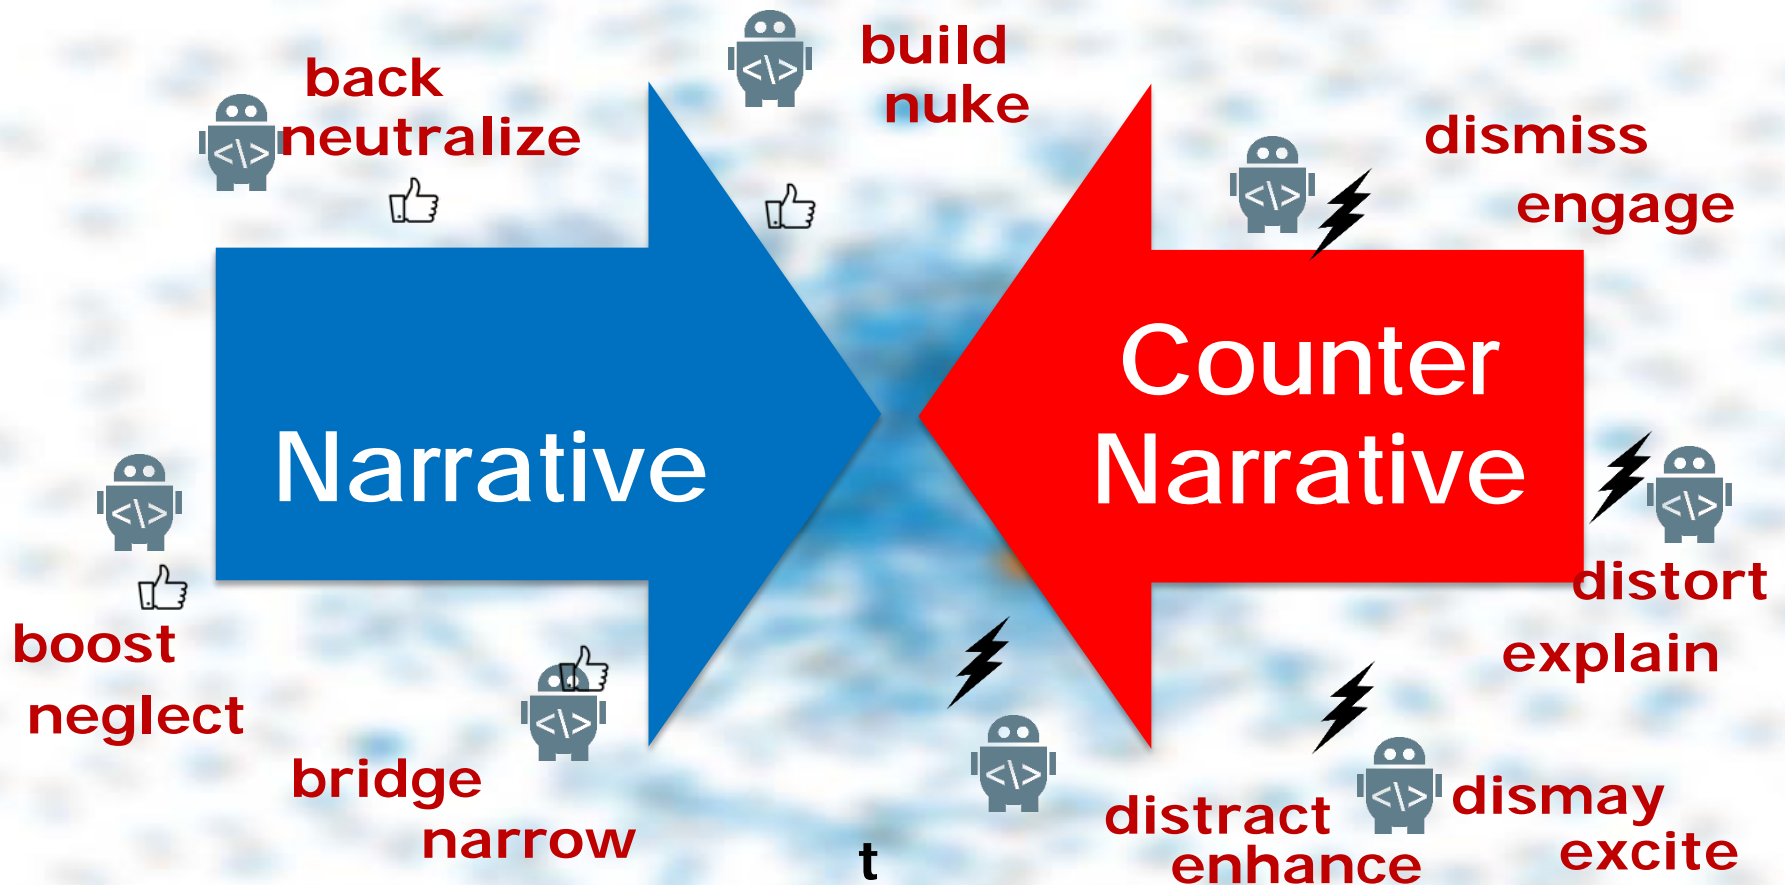 back
neutralize
build
nuke
dismiss
engage
Narrative
Counter
Narrative
boost
neglect
bridge
narrow
distort
explain
distract
enhance
dismay
excite
t
<\>
<\>
<\>
<\>
<\>
<\>
<\>
<\>